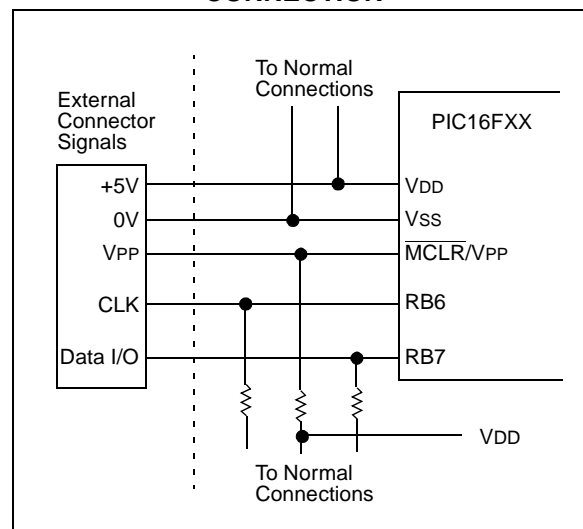 CONNECTION
To Normal
Connections
External
Connector
Signals
PIC16FXX
+5V
VDD
0V
VSS
VPP
MCLR/VPP
CLK
RB6
Data I/O
RB7
VDD
To Normal
Connections